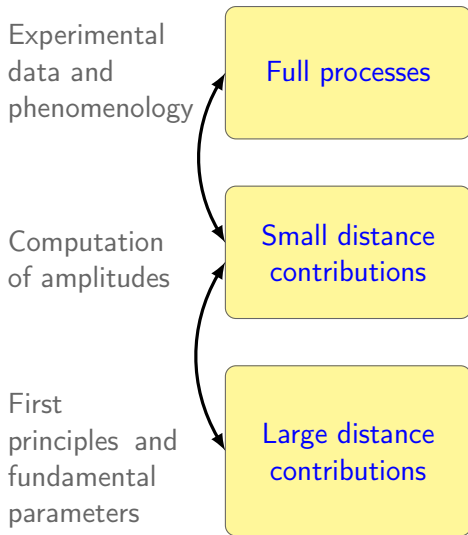 Experimental
data and
phenomenology
Full processes
Computation
of amplitudes
Small distance
contributions
First
principles and
fundamental
parameters
Large distance
contributions